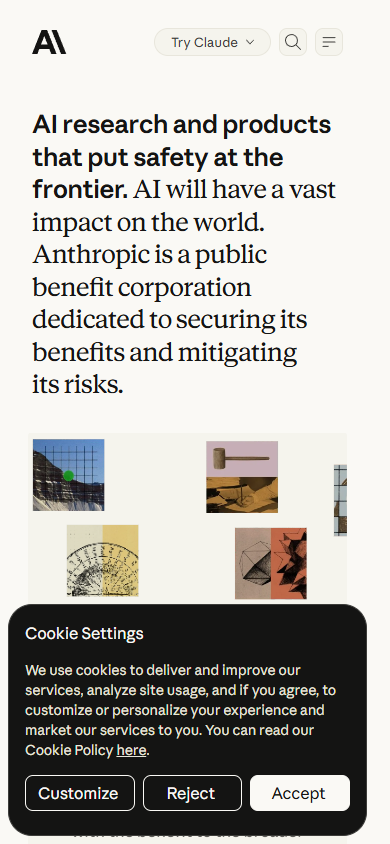 AI
Try Claude
AI research and products
that put safety at the
frontier. AI will have a vast
impact on the world.
Anthropic is a public
benefit corporation
dedicated to securing its
benefits and mitigating
its risks.
Cookie Settings
We use cookies to deliver and improve our
services, analyze site usage, and if you agree, to
customize or personalize your experience and
market our services to you. You can read our
Cookie Policy here.
Customize
Reject
Accept